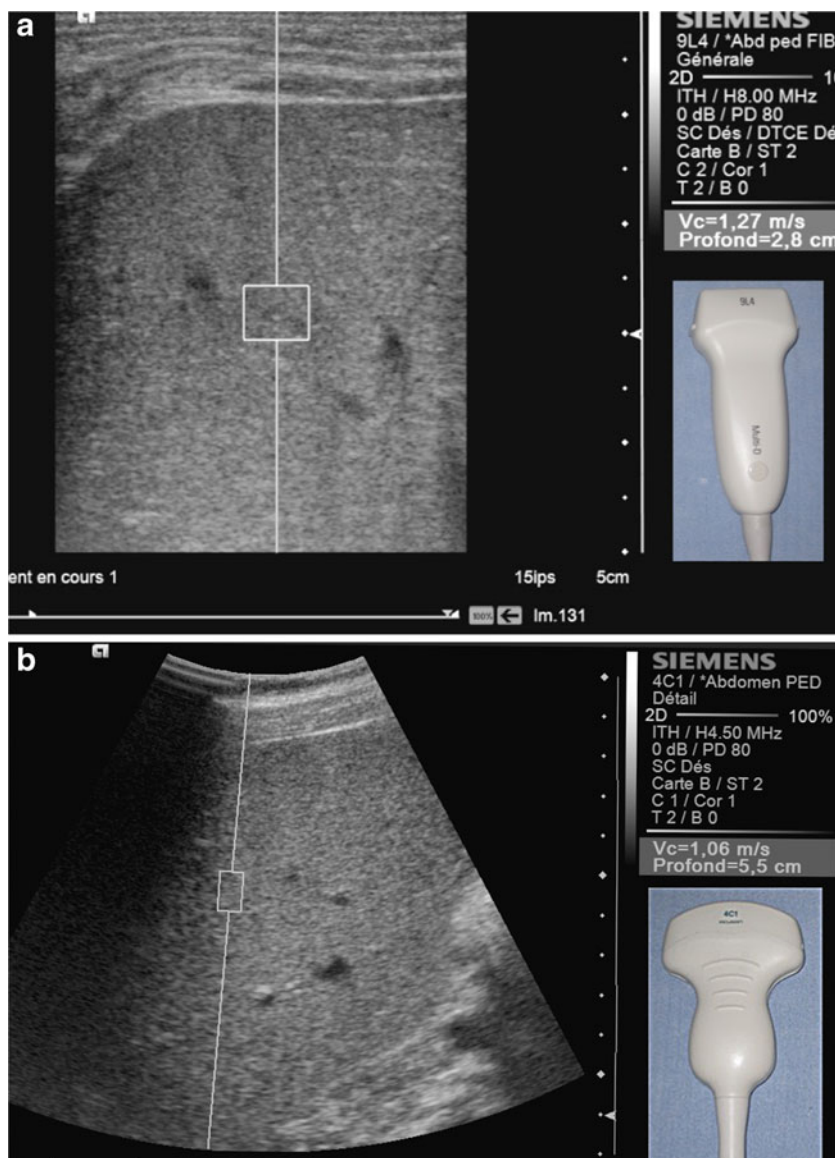 a
SIEMENS
9L4 / *Abd ped FIB
Générale
2D
ITH / H8.00 MHz
0 dB / PD 80
SC Dés / DTCE Dé
Carte B / ST 2
C 2 / Cor 1
T 2 / B 0
Vc=1,27 m/s
Profond=2,8 cm
9L4
Multi-D
ent en cours 1
15ips
5cm
100%
Im.131
b
SIEMENS
4C1 / *Abdomen PED
Détail
2D
100%
ITH / H4.50 MHz
0 dB / PD 80
SC Dés
Carte B / ST 2
C 1 / Cor 1
T 2 / B 0
Vc=1,06 m/s
Profond=5,5 cm
4C1